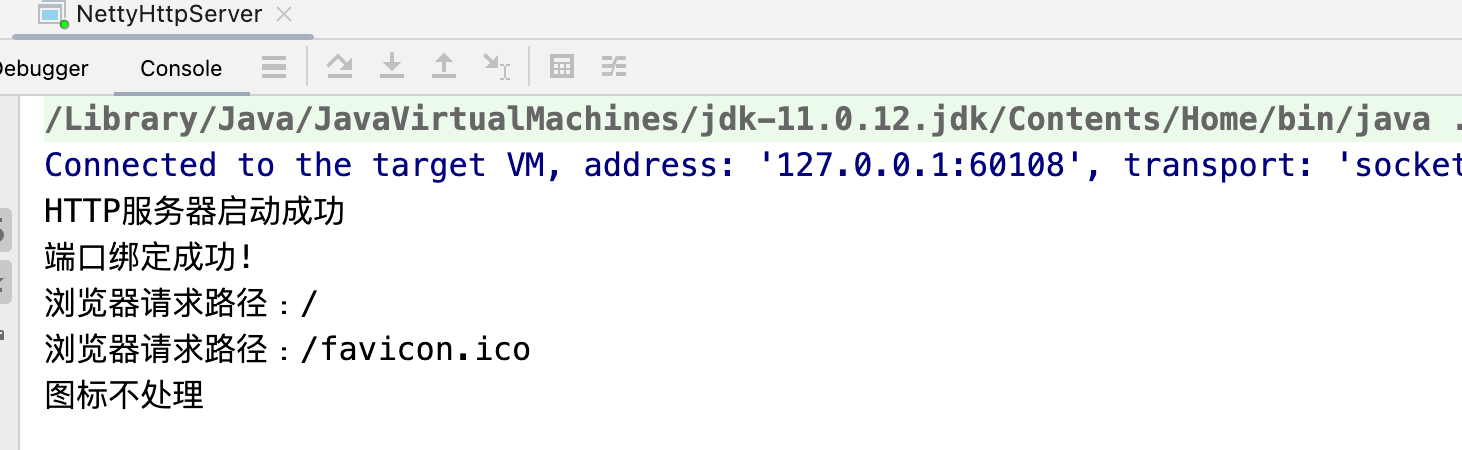 NettyHttpServer
Debugger Console
/Library/Java/JavaVirtualMachines/jdk-11.0.12.jdk/Contents/Home/bin/java .
Connected to the target VM, address: '127.0.0.1:60108', transport: 'socket
HTTP服务器启动成功
端口绑定成功!
浏览器请求路径：/
浏览器请求路径：/favicon.ico
图标不处理